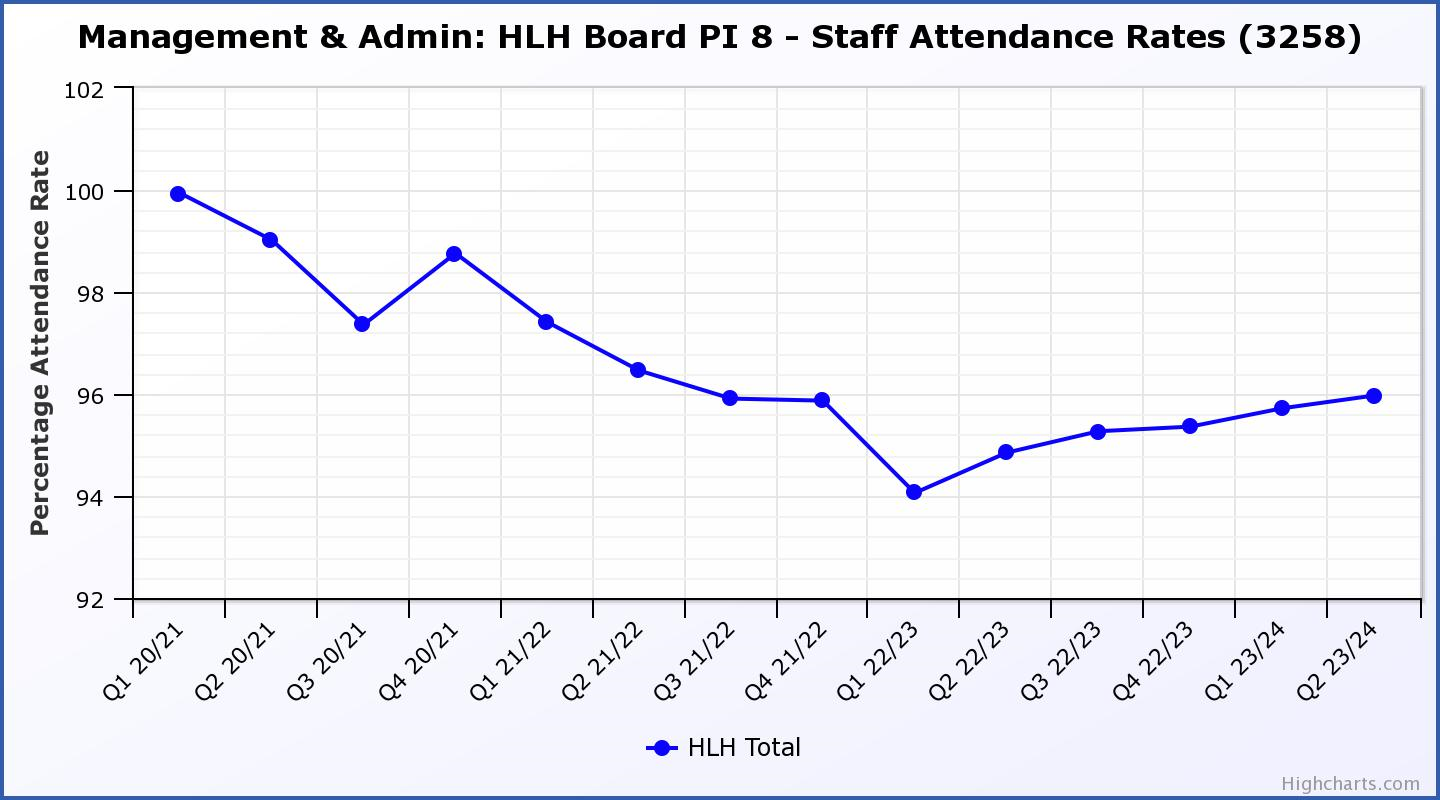 Management & Admin: HLH Board PI 8 - Staff Attendance Rates (3258)
Percentage Attendance Rate
102
100
98
96
94
92
Q1 20/21
Q2 20/21
Q3 20/21
Q4 20/21
Q1 21/22
Q2 21/22
Q3 21/22
Q4 21/22
Q1 22/23
Q2 22/23
Q3 22/23
Q4 22/23
Q1 23/24
Q2 23/24
HLH Total
Highcharts.com